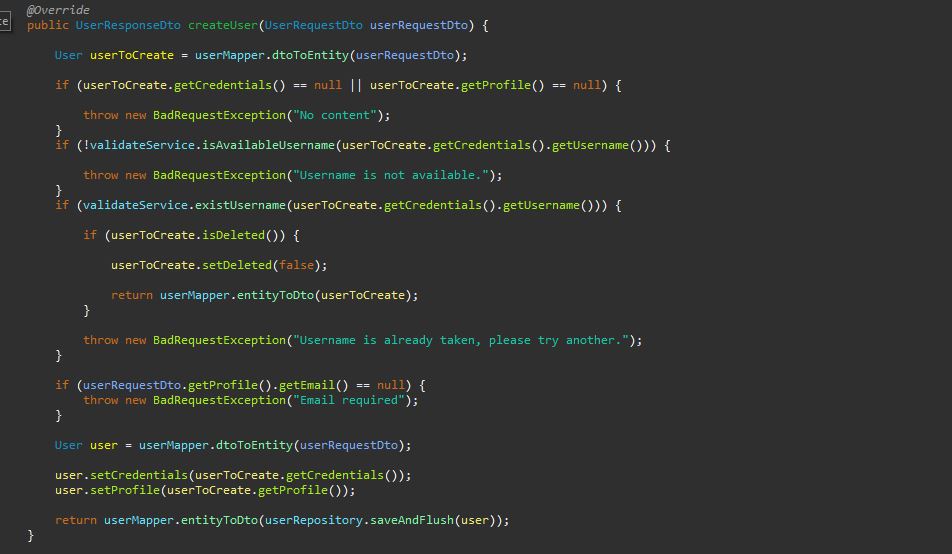 @Override
te
public UserResponseDto createUser(UserRequestDto userRequestDto) {
User userToCreate = userMapper.dtoToEntity(userRequestDto);
if (userToCreate.getCredentials() == null || userToCreate.getProfile() == null) {
throw new BadRequestException("No content");
}
if (!validateService.isAvailableUsername(userToCreate.getCredentials().getUsername())) {
throw new BadRequestException("Username is not available.");
}
if (validateService.existUsername(userToCreate.getCredentials().getUsername())) {
if (userToCreate.isDeleted()) {
userToCreate.setDeleted(false);
return userMapper.entityToDto(userToCreate);
}
throw new BadRequestException("Username is already taken, please try another.");
}
if (userRequestDto.getProfile().getEmail() == null) {
throw new BadRequestException("Email required");
}
User user = userMapper.dtoToEntity(userRequestDto);
user.setCredentials(userToCreate.getCredentials());
user.setProfile(userToCreate.getProfile());
return userMapper.entityToDto(userRepository.saveAndFlush(user));
}